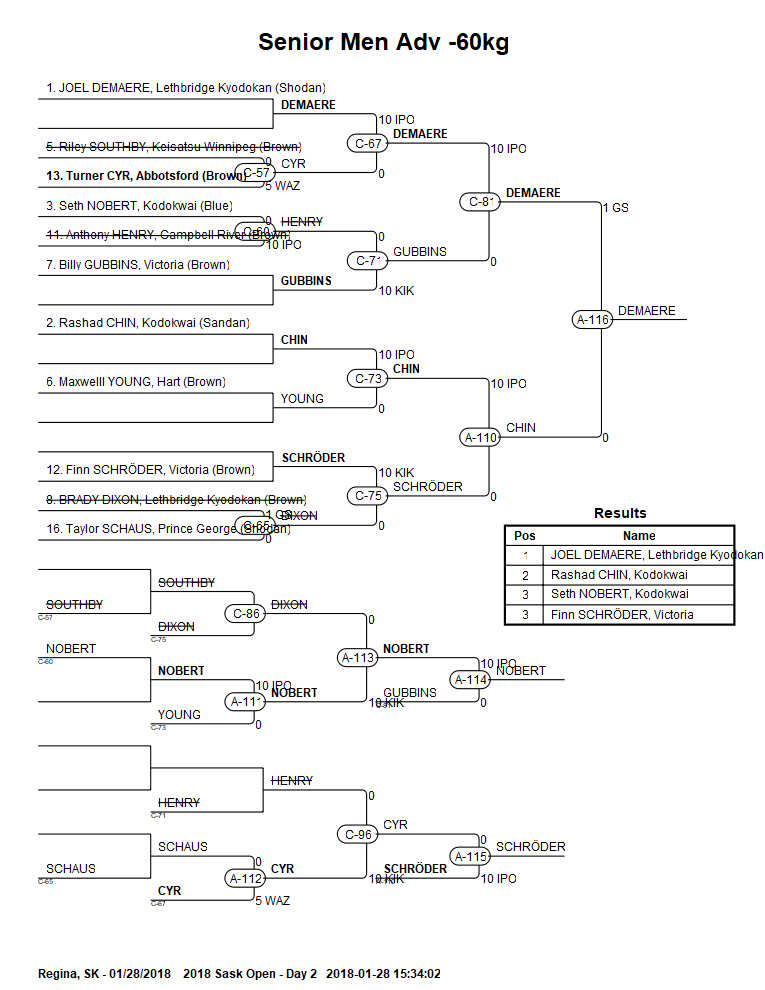 Senior Men Adv -60kg
1. JOEL DEMAERE, Lethbridge Kyodokan (Shodan)
DEMAERE
10 IPO
C-67
DEMAERE
5. Riley SOUTHBY, Keisatsu Winnipeg (Brown)
10 IPO
0
CYR
C-57
0
13. Turner CYR, Abbotsford (Brown)
5 WAZ
C-81
DEMAERE
1 GS
3. Seth NOBERT, Kodokwai (Blue)
0
HENRY
C-60
11. Anthony HENRY, Campbell River (Brown)
0
10 IPO
GUBBINS
C-71
0
7. Billy GUBBINS, Victoria (Brown)
GUBBINS
10 KIK
A-116
DEMAERE
2. Rashad CHIN, Kodokwai (Sandan)
CHIN
10 IPO
C-73
CHIN
6. Maxwelll YOUNG, Hart (Brown)
10 IPO
YOUNG
0
A-110
CHIN
0
SCHRÖDER
12. Finn SCHRÖDER, Victoria (Brown)
10 KIK
C-75
SCHRÖDER
0
8. BRADY DIXON, Lethbridge Kyodokan (Brown)
1 GS
DIXON
C-65
0
16. Taylor SCHAUS, Prince George (Shodan)
0
Results
Pos Name
1 JOEL DEMAERE, Lethbridge Kyodokan
2 Rashad CHIN, Kodokwai
3 Seth NOBERT, Kodokwai
3 Finn SCHRÖDER, Victoria
SOUTHBY
SOUTHBY
C-57
C-86
DIXON
0
DIXON
C-75
NOBERT
C-60
A-113
NOBERT
10 IPO
NOBERT
10 IPO
NOBERT
A-111
A-114
NOBERT
GUBBINS
10 KIK
0
YOUNG
C-73
0
HENRY
0
HENRY
C-71
C-96
CYR
0
SCHAUS
0
A-115
SCHRÖDER
SCHAUS
C-65
A-112
CYR
10 KIK
SCHRÖDER
10 IPO
CYR
C-67
5 WAZ
Regina, SK - 01/28/2018 2018 Sask Open - Day 2 2018-01-28 15:34:02